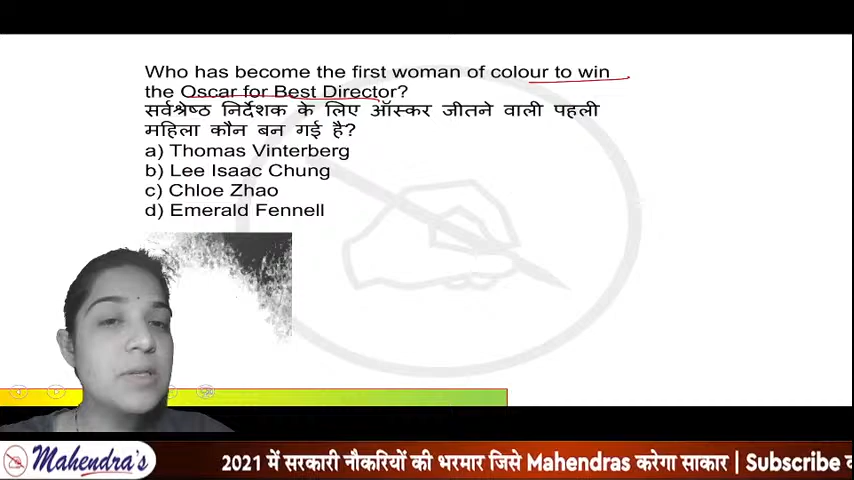 Who has become the first woman of colour to win
the Oscar for Best Director?
सर्वश्रेष्ठ निर्देशक के लिए ऑस्कर जीतने वाली पहली
महिला कौन बन गई है?
a) Thomas Vinterberg
b) Lee Isaac Chung
c) Chloe Zhao
d) Emerald Fennell
Mahendra's
2021 में सरकारी नौकरियों की भरमार जिसे Mahendras करेगा साकार | Subscribe